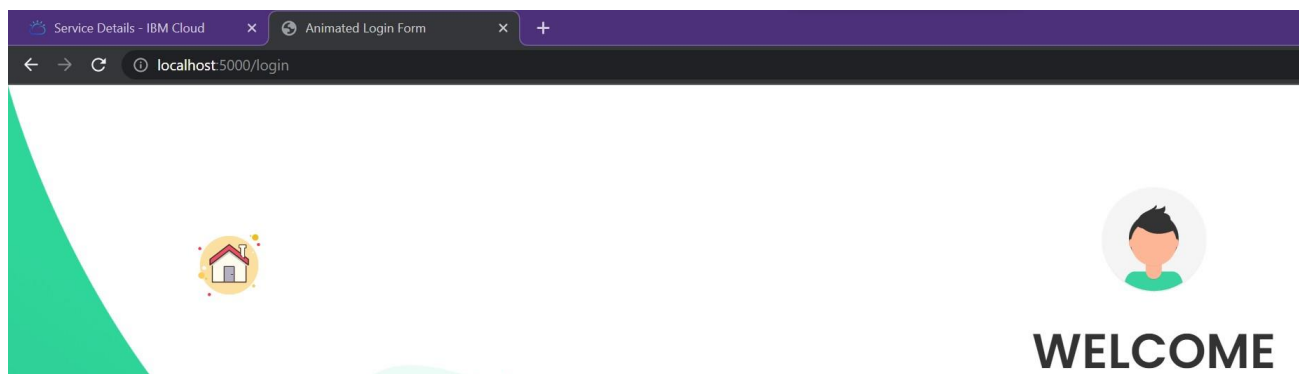 Service Details - IBM Cloud
Animated Login Form
localhost:5000/login
WELCOME